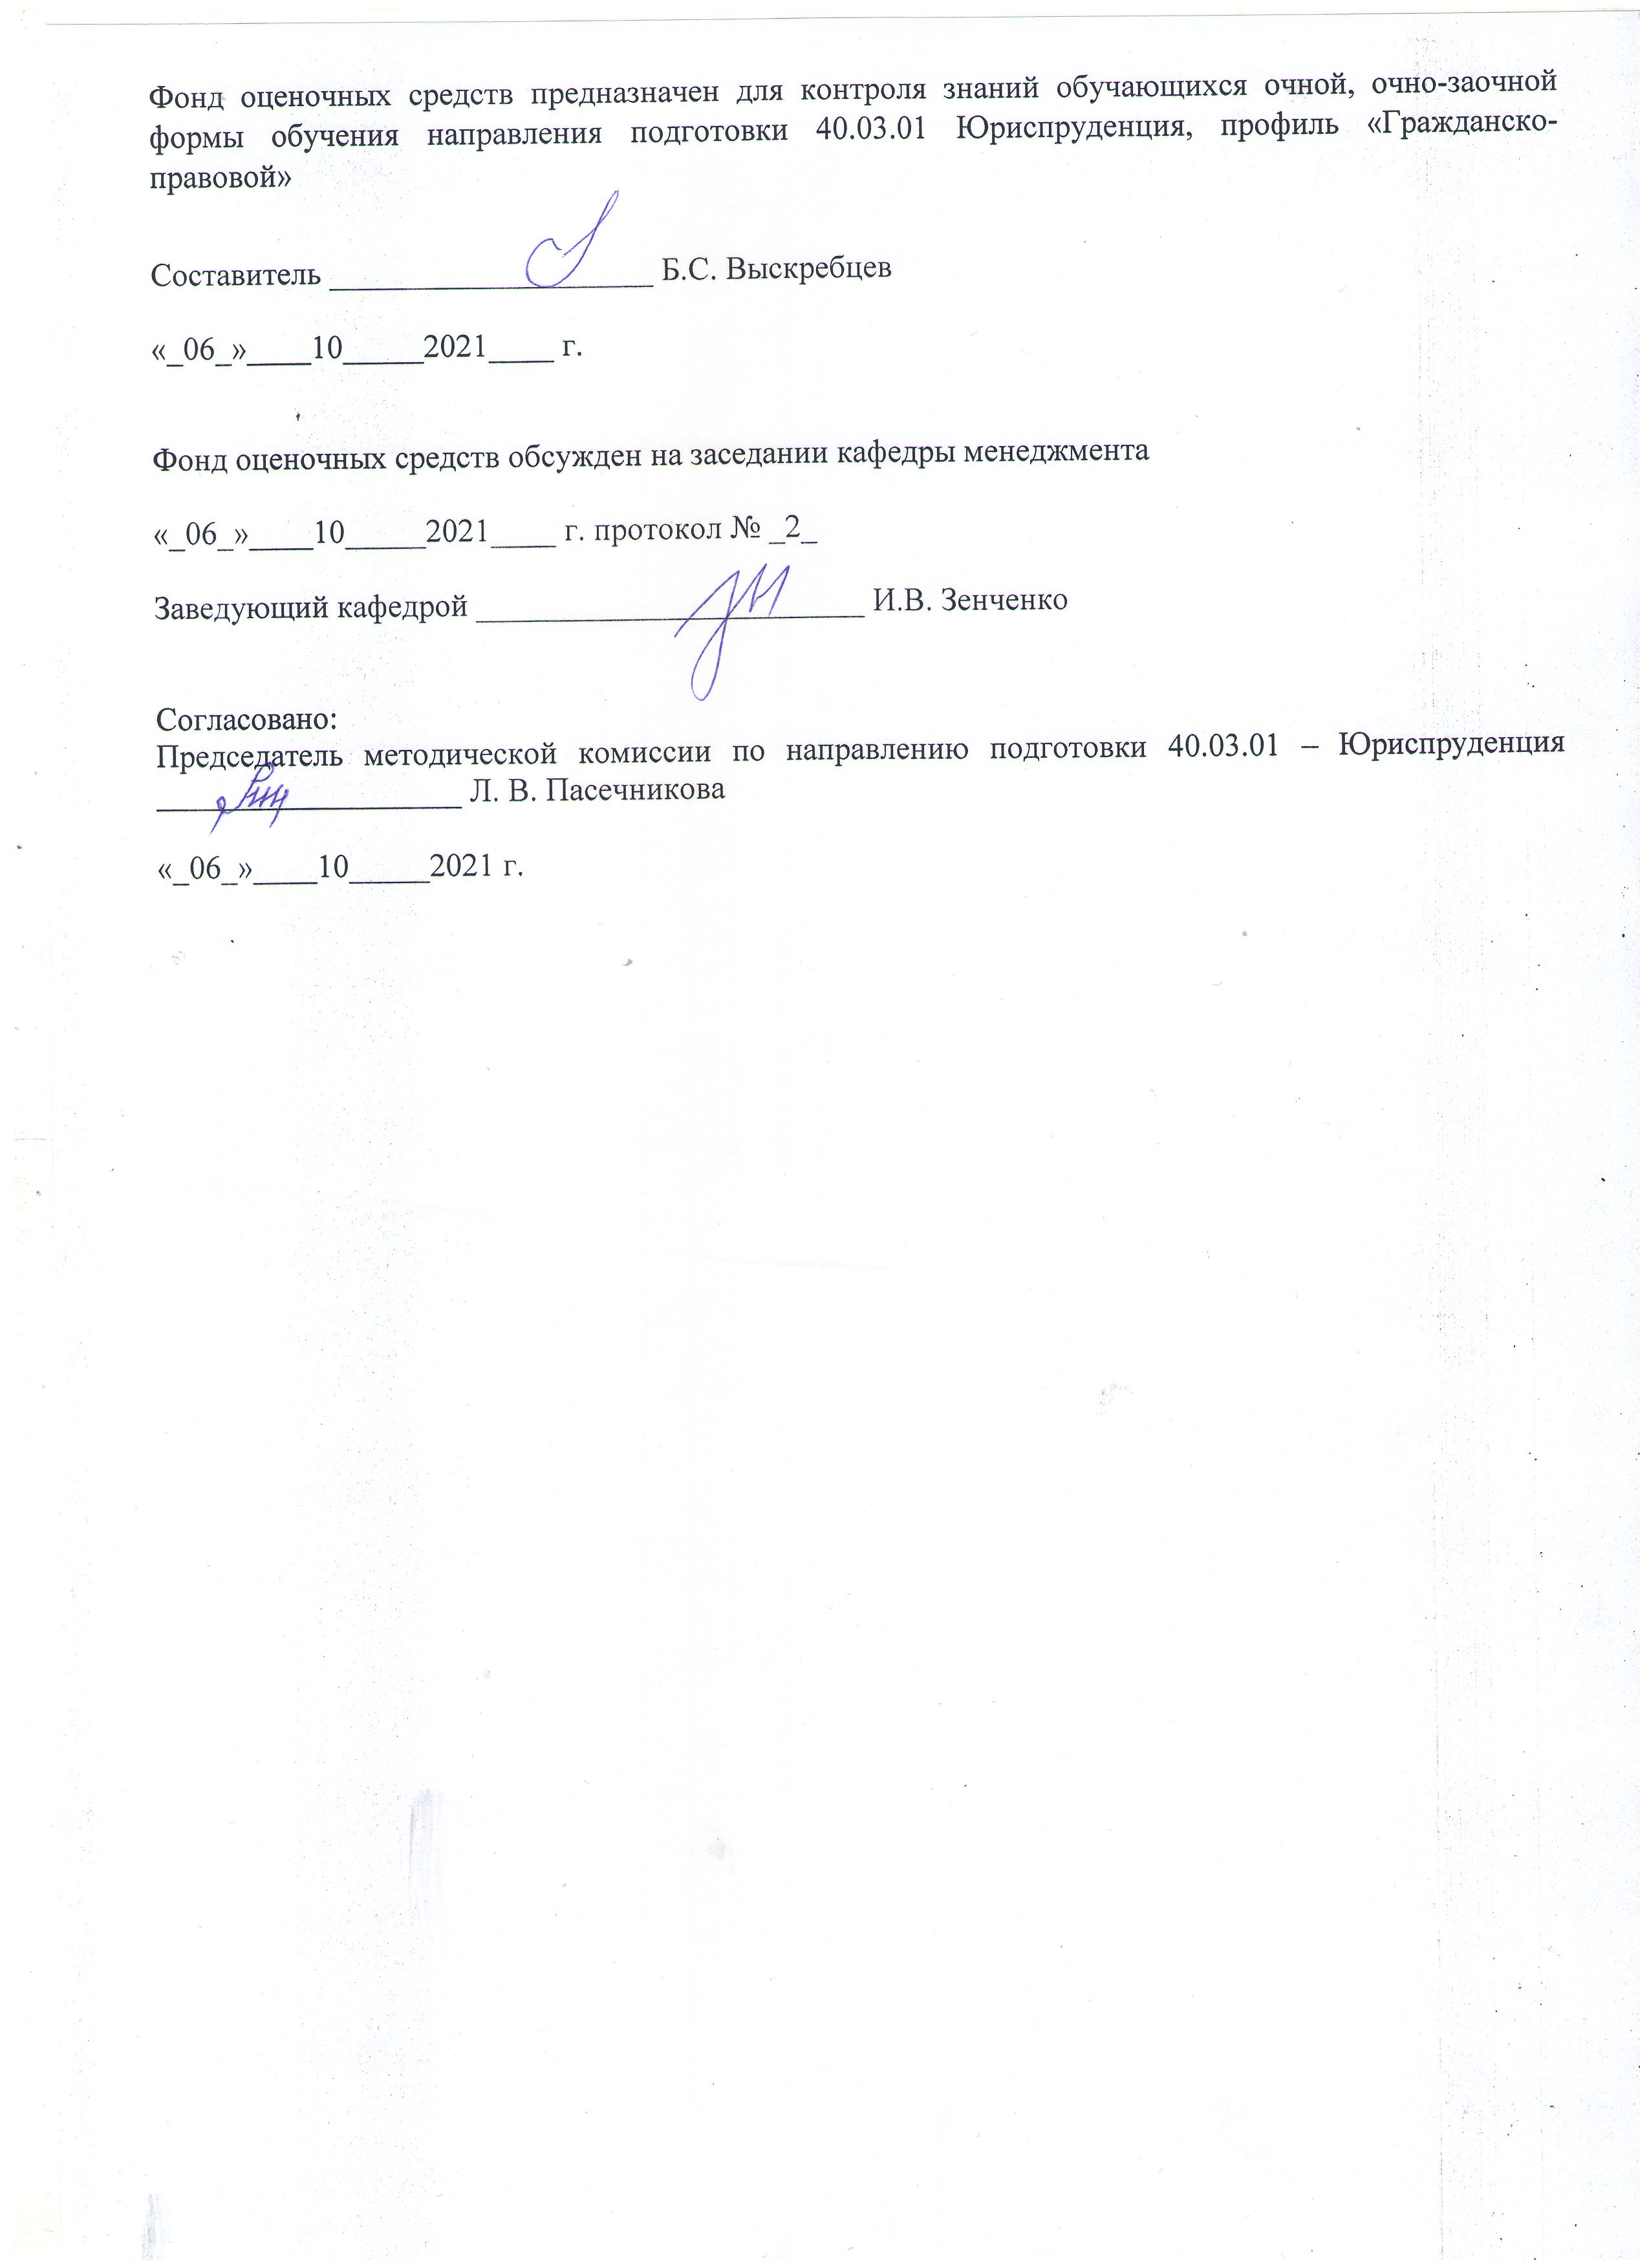 Фонд оценочных средств предназначен для контроля знаний обучающихся очной, очно-заочной
формы обучения направления подготовки 40.03.01 Юриспруденция, профиль «Гражданско-
правовой»
Составитель ____________________ Б.С. Выскребцев
«_06_»____10_____2021____ г.
Фонд оценочных средств обсужден на заседании кафедры менеджмента
«_06_»____10_____2021____ г. протокол № _2_
Заведующий кафедрой ________________________ И.В. Зенченко
Согласовано:
Председатель методической комиссии по направлению подготовки 40.03.01 – Юриспруденция
___________________ Л. В. Пасечникова
«_06_»____10_____2021 г.